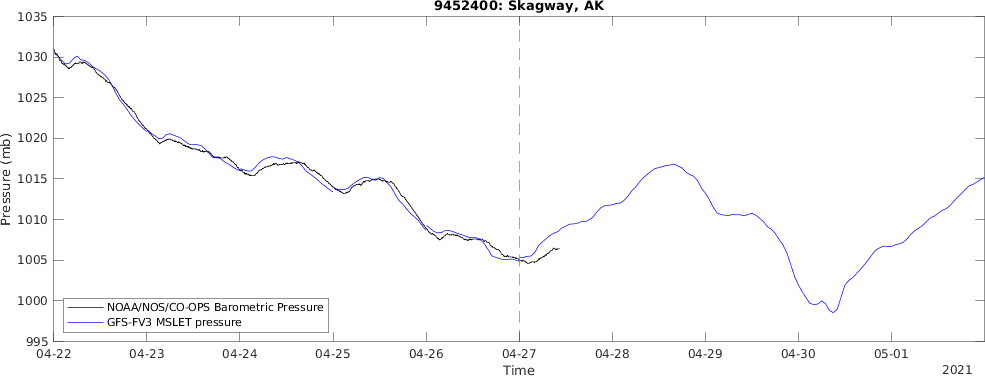 9452400: Skagway, AK
Pressure (mb)
1035
1030
1025
1020
1015
1010
1005
1000
995
NOAA/NOS/CO-OPS Barometric Pressure
GFS-FV3 MSLET pressure
04-22 04-23 04-24 04-25 04-26 04-27 04-28 04-29 04-30 05-01
Time
2021